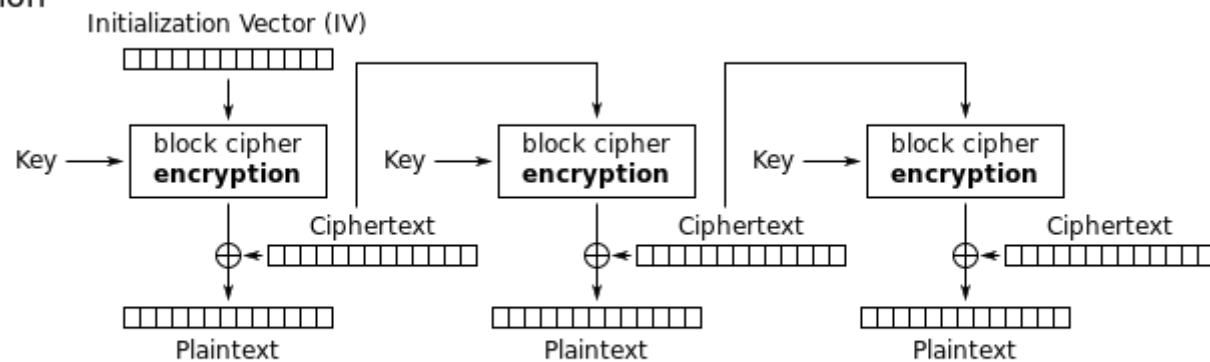 Initialization Vector (IV)
Key
block cipher
encryption
Ciphertext
Plaintext
Key
block cipher
encryption
Ciphertext
Plaintext
Key
block cipher
encryption
Ciphertext
Plaintext